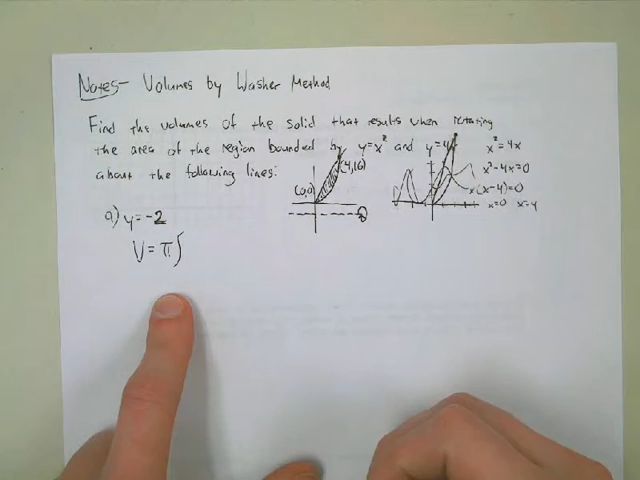 Notes- Volumes by Washer Method
Find the volumes of the solid that results when rotating
the area of the region bounded by y=x² and y=4x
about the following lines:
(4,16)
(0,0)
x²=4x
x²-4x=0
x(x-4)=0
x=0 x=4
a) y=-2
V=π∫